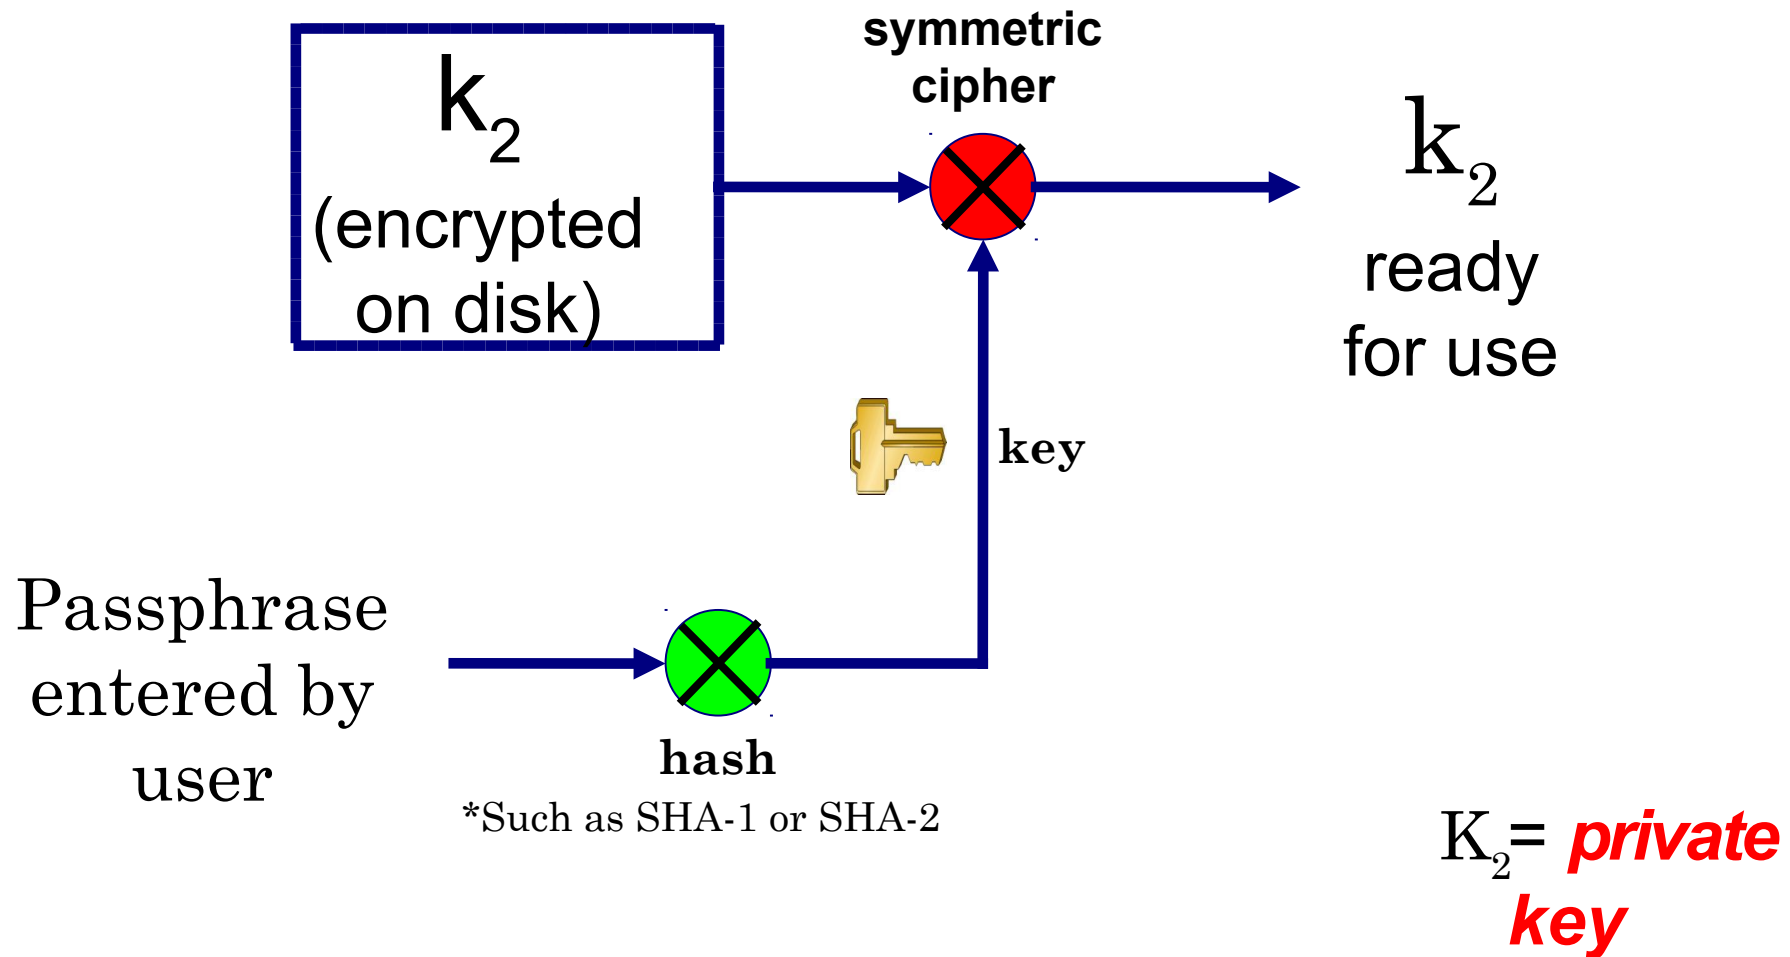 k₂
(encrypted
on disk)
symmetric
cipher
k₂
ready
for use
key
Passphrase
entered by
user
hash
*Such as SHA-1 or SHA-2
K₂= private
key